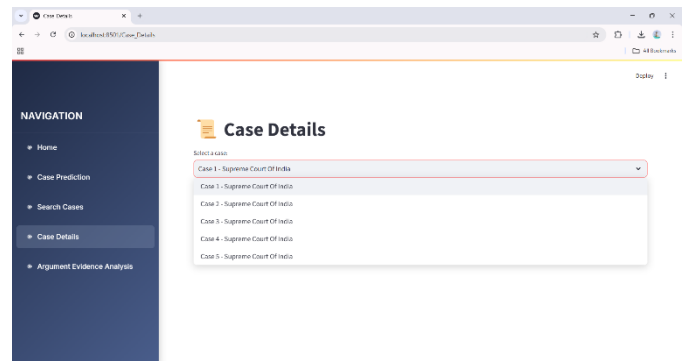 Case Details
localhost:8501/Case_Details
All Bookmarks
Deploy
NAVIGATION
Home
Case Prediction
Search Cases
Case Details
Argument Evidence Analysis
Case Details
Select a case:
Case 1 - Supreme Court Of India
Case 1 - Supreme Court Of India
Case 2 - Supreme Court Of India
Case 3 - Supreme Court Of India
Case 4 - Supreme Court Of India
Case 5 - Supreme Court Of India